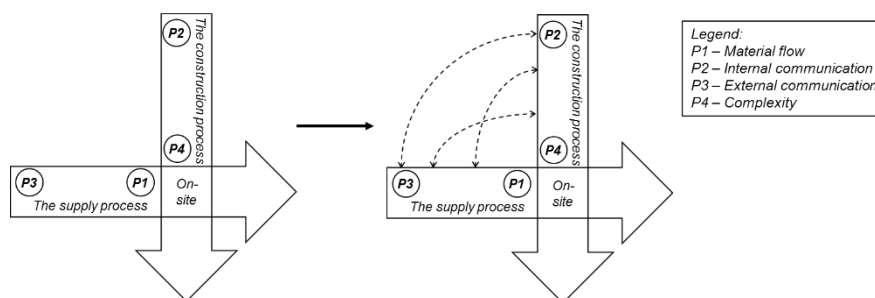 P2
The construction process
P4
P3
P1
On-
site
The supply process
P2
The construction process
P4
P3
P1
On-
site
The supply process
Legend:
P1 – Material flow
P2 – Internal communication
P3 – External communication
P4 – Complexity